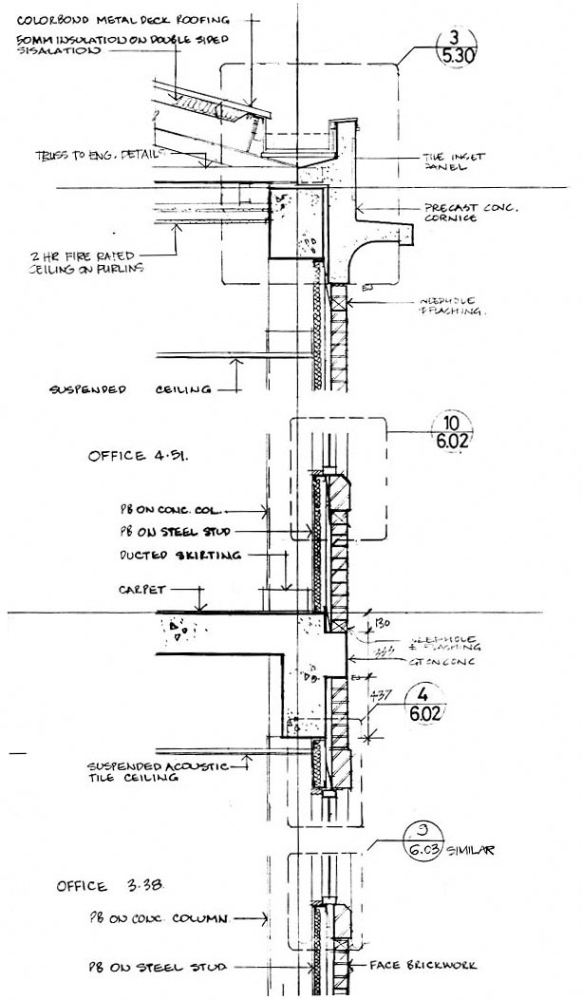 COLORBOND METAL DECK ROOFING
50MM INSULATION ON DOUBLE SIDED
SISALATION
3
5.30
TRUSS TO ENG. DETAILS
TILE INSET
PANEL
PRECAST CONC.
CORNICE
2 HR FIRE RATED
CEILING ON PURLINS
WEEPHOLE
& FLASHING.
SUSPENDED CEILING
10
6.02
OFFICE 4.51.
PB ON CONC. COL.
PB ON STEEL STUD
DUCTED SKIRTING
CARPET
130
WEEPHOLE
& FLASHING
CONC
437
4
6.02
SUSPENDED ACOUSTIC
TILE CEILING
9
6.03 SIMILAR
OFFICE 3.38
PB ON CONC. COLUMN
PB ON STEEL STUD
FACE BRICKWORK